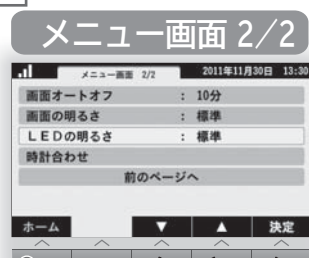 メニュー画面 2/2
メニュー画面 2/2 2011年11月30日 13:30
画面オートオフ : 10分
画面の明るさ : 標準
LEDの明るさ : 標準
時計合わせ
前のページへ
ホーム ▼ ▲ 決定